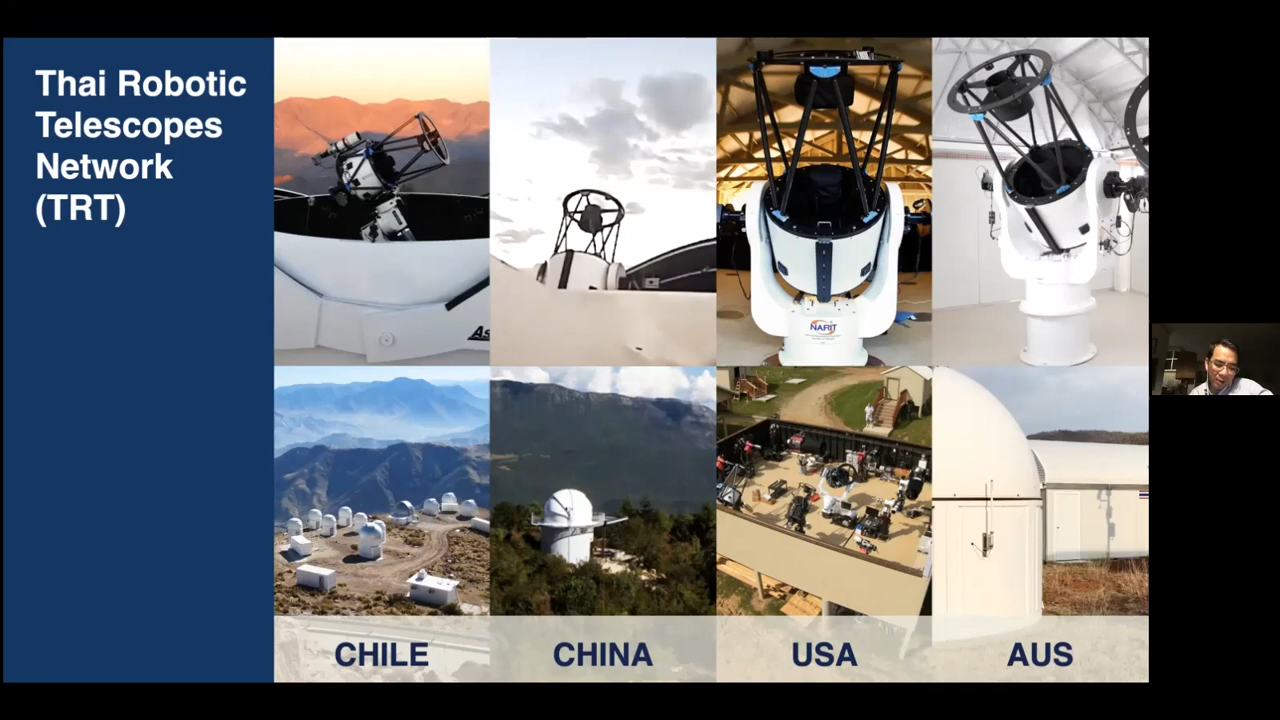 Thai Robotic
Telescopes
Network
(TRT)
NARIT
CHILE
CHINA
USA
AUS